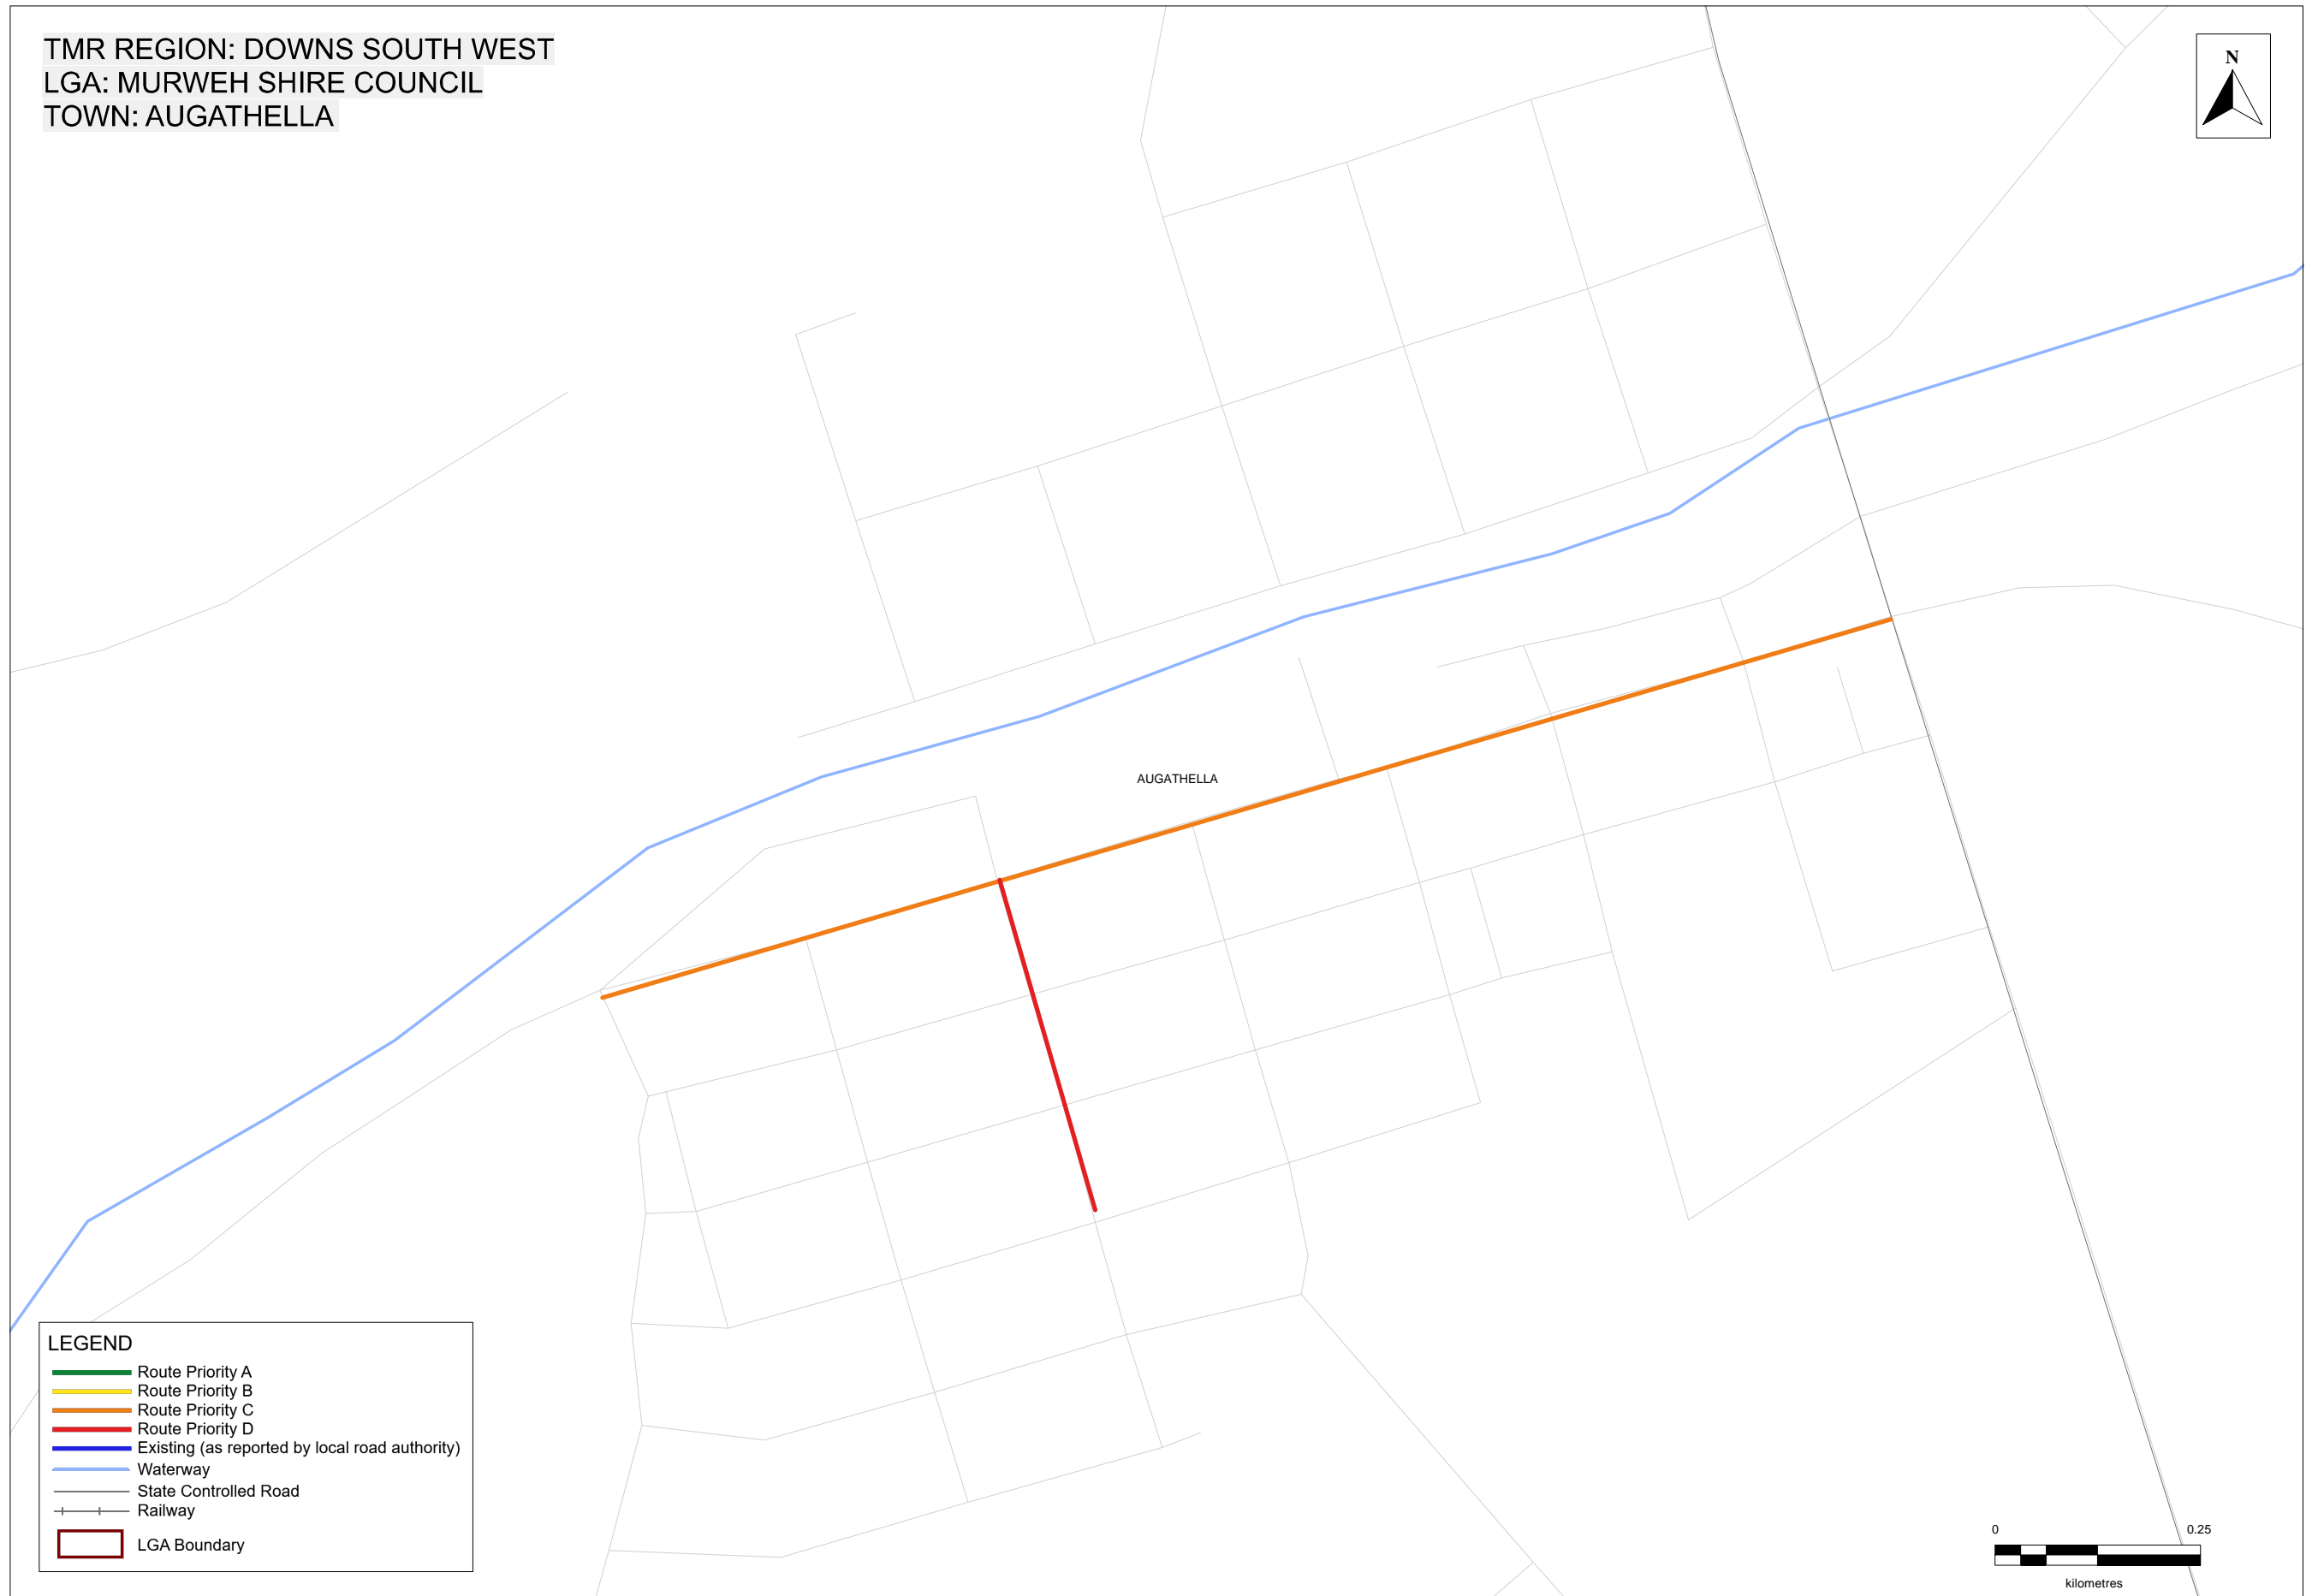 TMR REGION: DOWNS SOUTH WEST
LGA: MURWEH SHIRE COUNCIL
TOWN: AUGATHELLA
N
AUGATHELLA
LEGEND
Route Priority A
Route Priority B
Route Priority C
Route Priority D
Existing (as reported by local road authority)
Waterway
State Controlled Road
Railway
LGA Boundary
0 0.25
kilometres